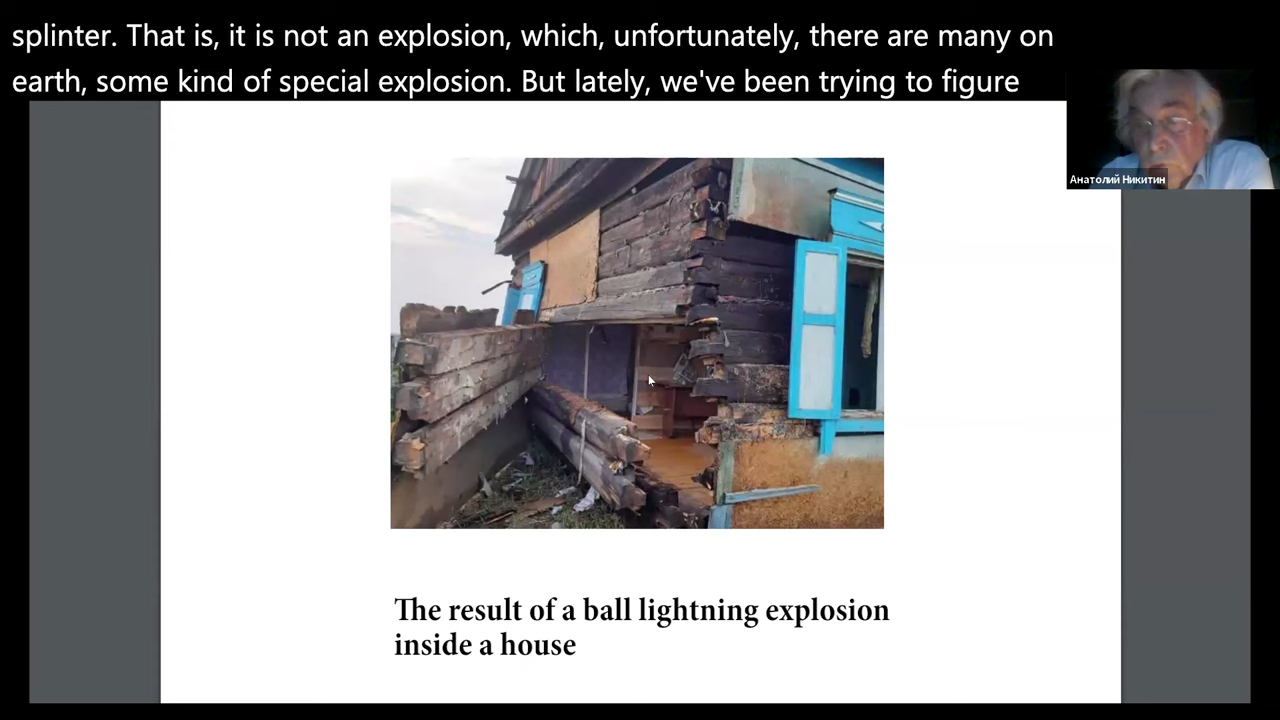 splinter. That is, it is not an explosion, which, unfortunately, there are many on
earth, some kind of special explosion. But lately, we've been trying to figure
Анатолий Никитин
The result of a ball lightning explosion
inside a house